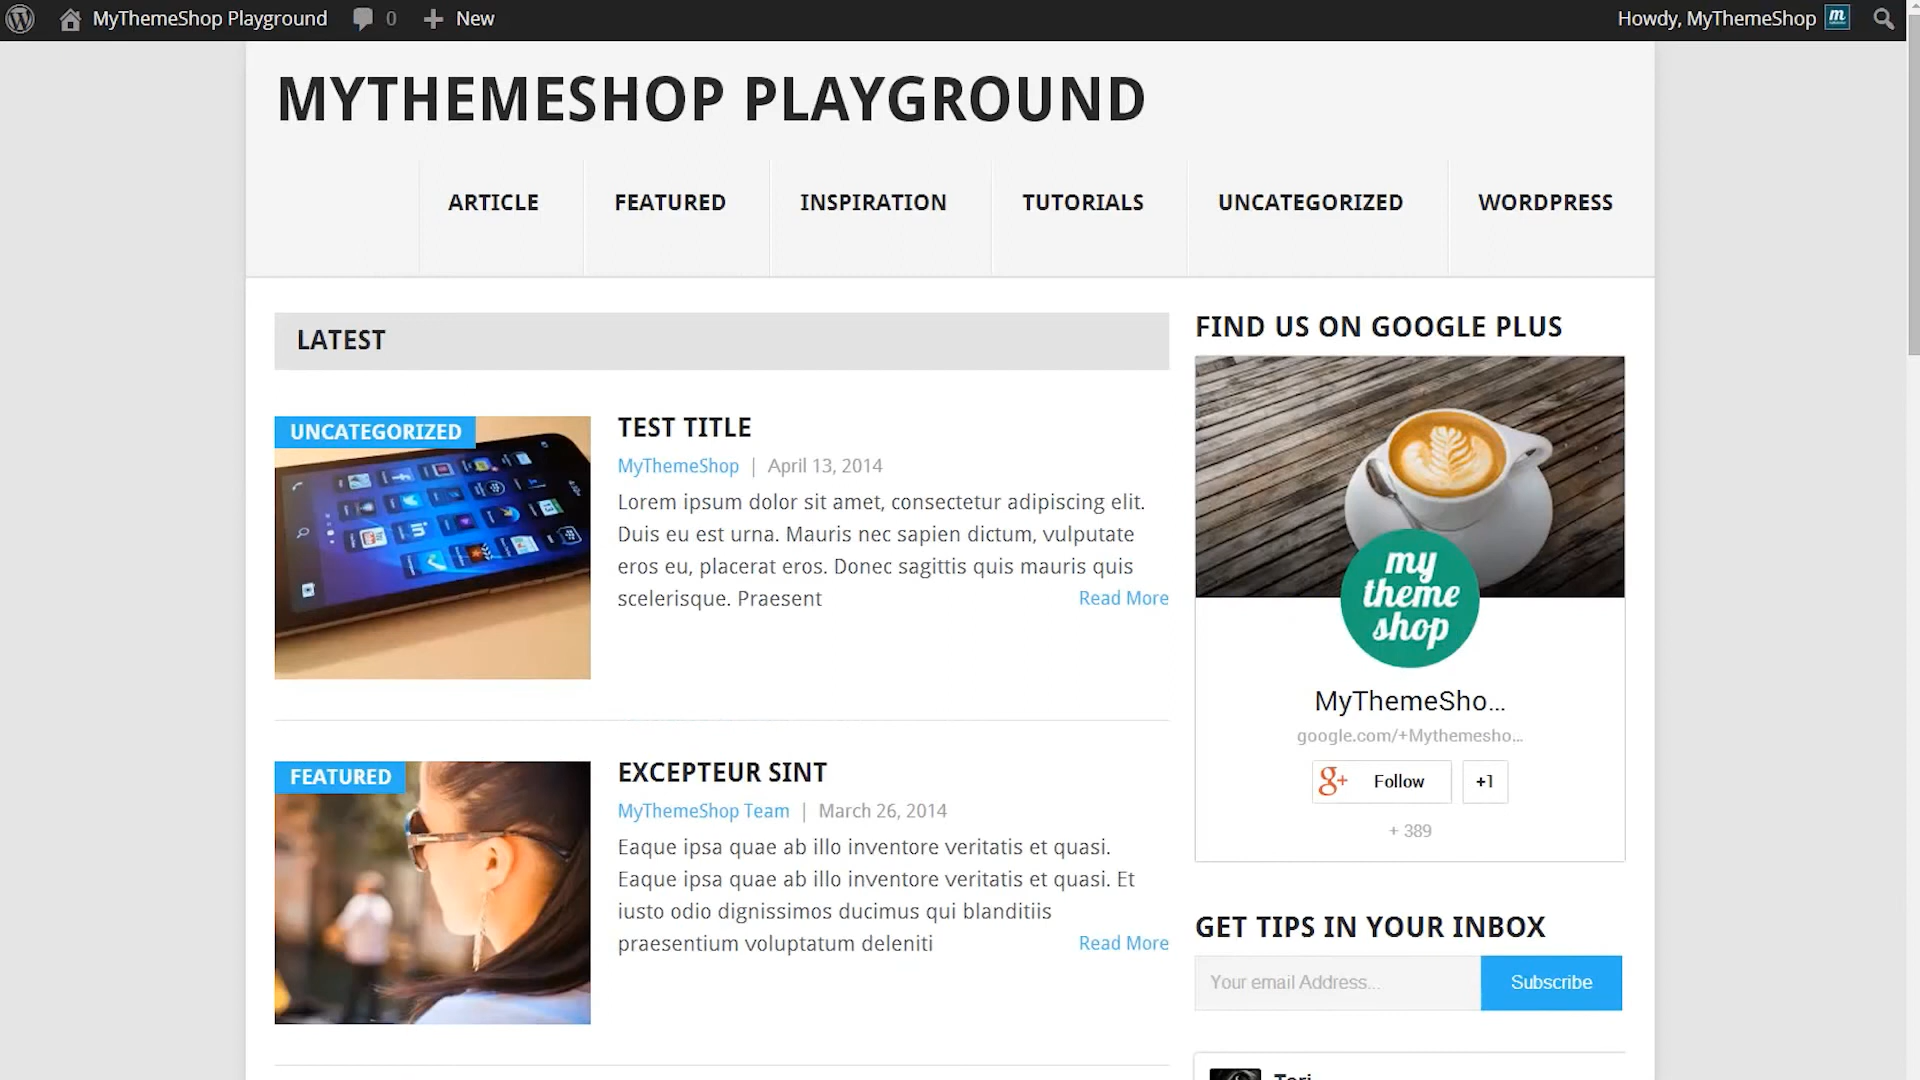 MyThemeShop Playground 0 New Howdy, MyThemeShop
MYTHEMESHOP PLAYGROUND
ARTICLE FEATURED INSPIRATION TUTORIALS UNCATEGORIZED WORDPRESS
LATEST
UNCATEGORIZED
TEST TITLE
MyThemeShop | April 13, 2014
Lorem ipsum dolor sit amet, consectetur adipiscing elit.
Duis eu est urna. Mauris nec sapien dictum, vulputate
eros eu, placerat eros. Donec sagittis quis mauris quis
scelerisque. Praesent Read More
FEATURED
EXCEPTEUR SINT
MyThemeShop Team | March 26, 2014
Eaque ipsa quae ab illo inventore veritatis et quasi.
Eaque ipsa quae ab illo inventore veritatis et quasi. Et
iusto odio dignissimos ducimus qui blanditiis
praesentium voluptatum deleniti Read More
FIND US ON GOOGLE PLUS
my
theme
shop
MyThemeSho...
google.com/+Mythemesho...
g+ Follow +1
+ 389
GET TIPS IN YOUR INBOX
Your email Address... Subscribe